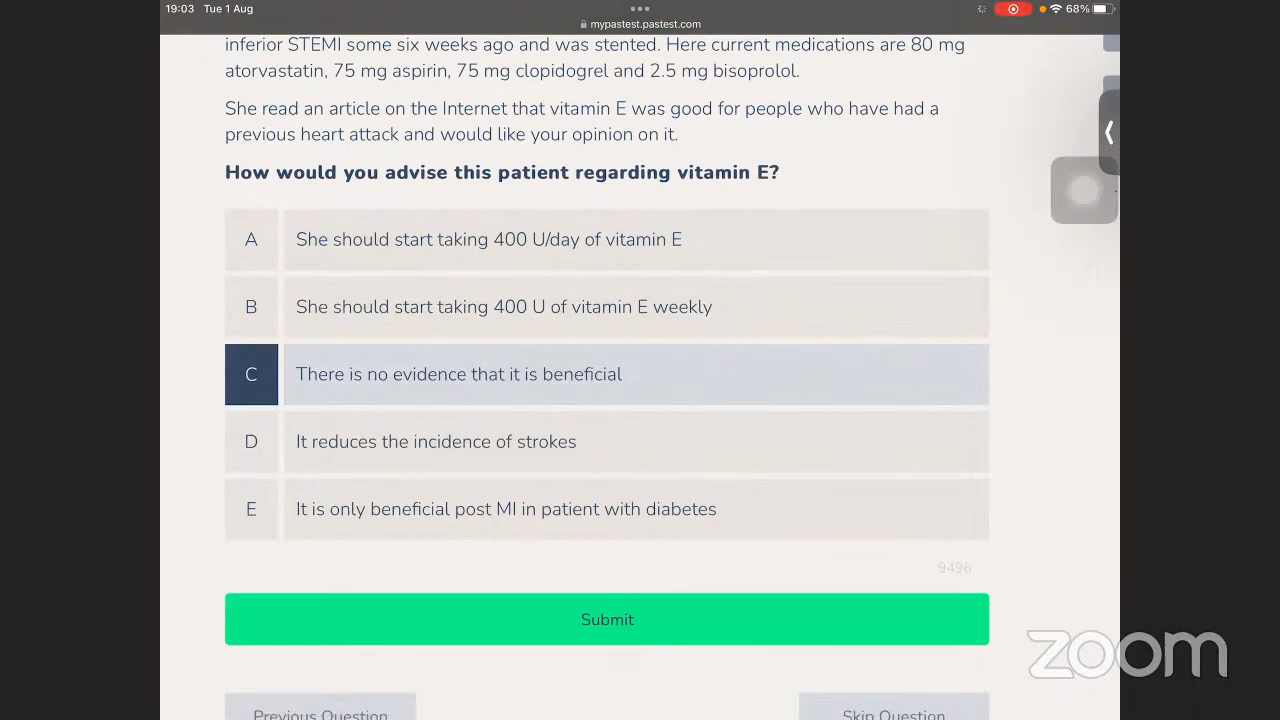 19:03 Tue 1 Aug
68%
mypastest.pastest.com
inferior STEMI some six weeks ago and was stented. Here current medications are 80 mg
atorvastatin, 75 mg aspirin, 75 mg clopidogrel and 2.5 mg bisoprolol.
She read an article on the Internet that vitamin E was good for people who have had a
previous heart attack and would like your opinion on it.
How would you advise this patient regarding vitamin E?
A She should start taking 400 U/day of vitamin E
B She should start taking 400 U of vitamin E weekly
C There is no evidence that it is beneficial
D It reduces the incidence of strokes
E It is only beneficial post MI in patient with diabetes
9496
Submit
zoom
Previous Question
Skip Question